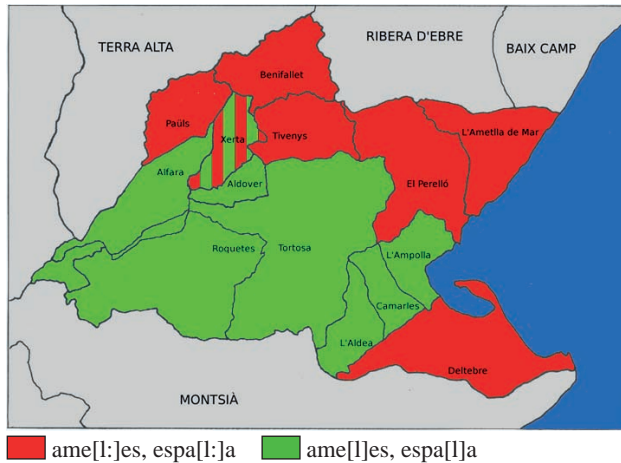 TERRA ALTA
RIBERA D'EBRE
BAIX CAMP
Benifallet
Paüls
Xerta
Tivenys
L'Ametlla de Mar
Alfara
Aldover
El Perelló
Roquetes
Tortosa
L'Ampolla
Camarles
L'Aldea
Deltebre
MONTSIÀ
ame[l:]es, espa[l:]a
ame[l]es, espa[l]a